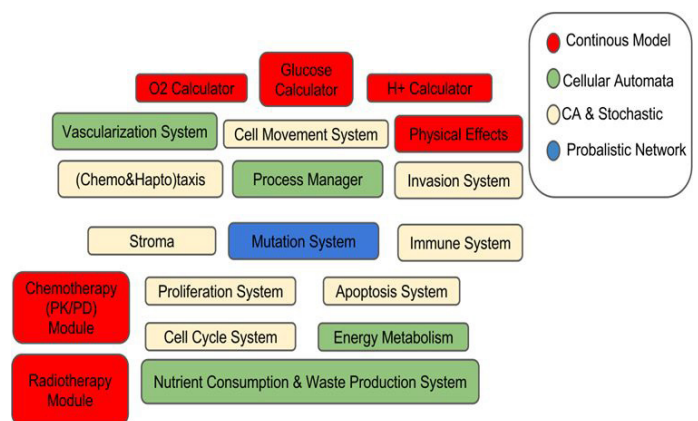 Continous Model
Cellular Automata
CA & Stochastic
Probalistic Network
O2 Calculator
Glucose
Calculator
H+ Calculator
Vascularization System
Cell Movement System
Physical Effects
(Chemo&Hapto)taxis
Process Manager
Invasion System
Stroma
Mutation System
Immune System
Chemotherapy
(PK/PD)
Module
Proliferation System
Apoptosis System
Cell Cycle System
Energy Metabolism
Radiotherapy
Module
Nutrient Consumption & Waste Production System